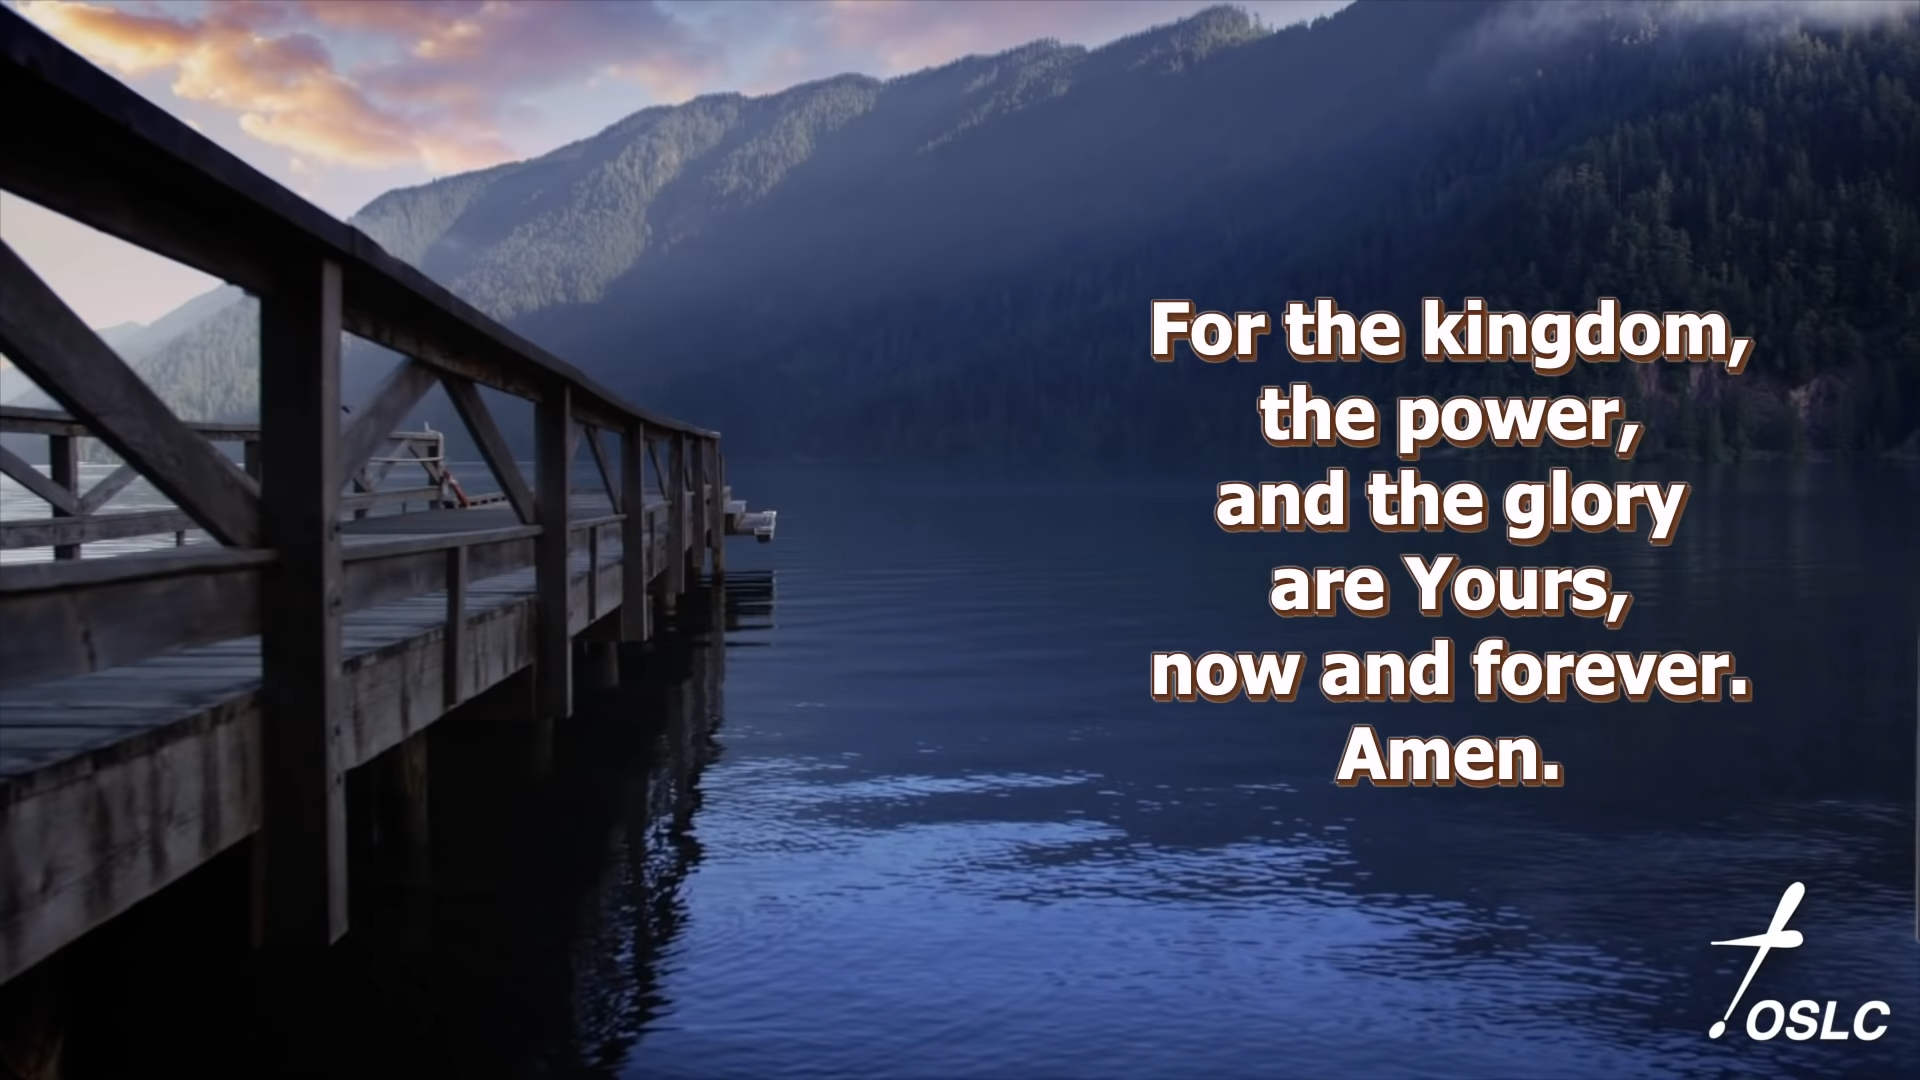 For the kingdom,
the power,
and the glory
are Yours,
now and forever.
Amen.
OSLC